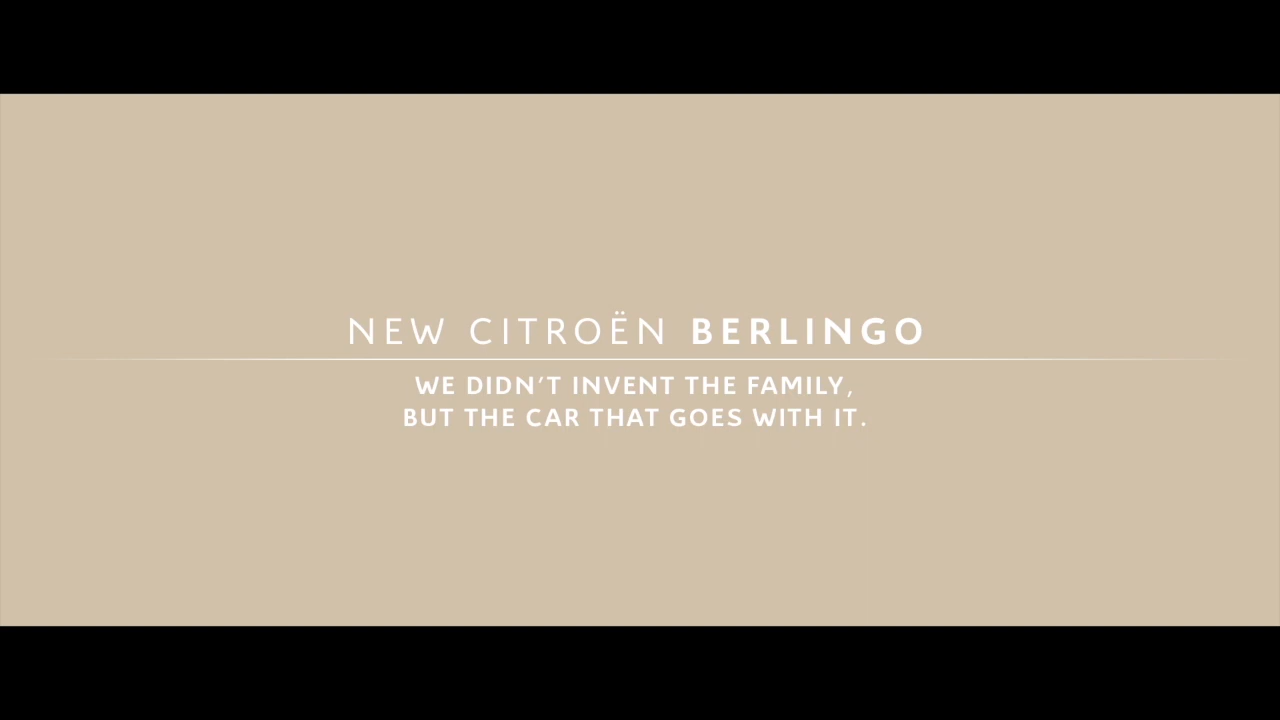 NEW CITROËN BERLINGO
WE DIDN'T INVENT THE FAMILY,
BUT THE CAR THAT GOES WITH IT.